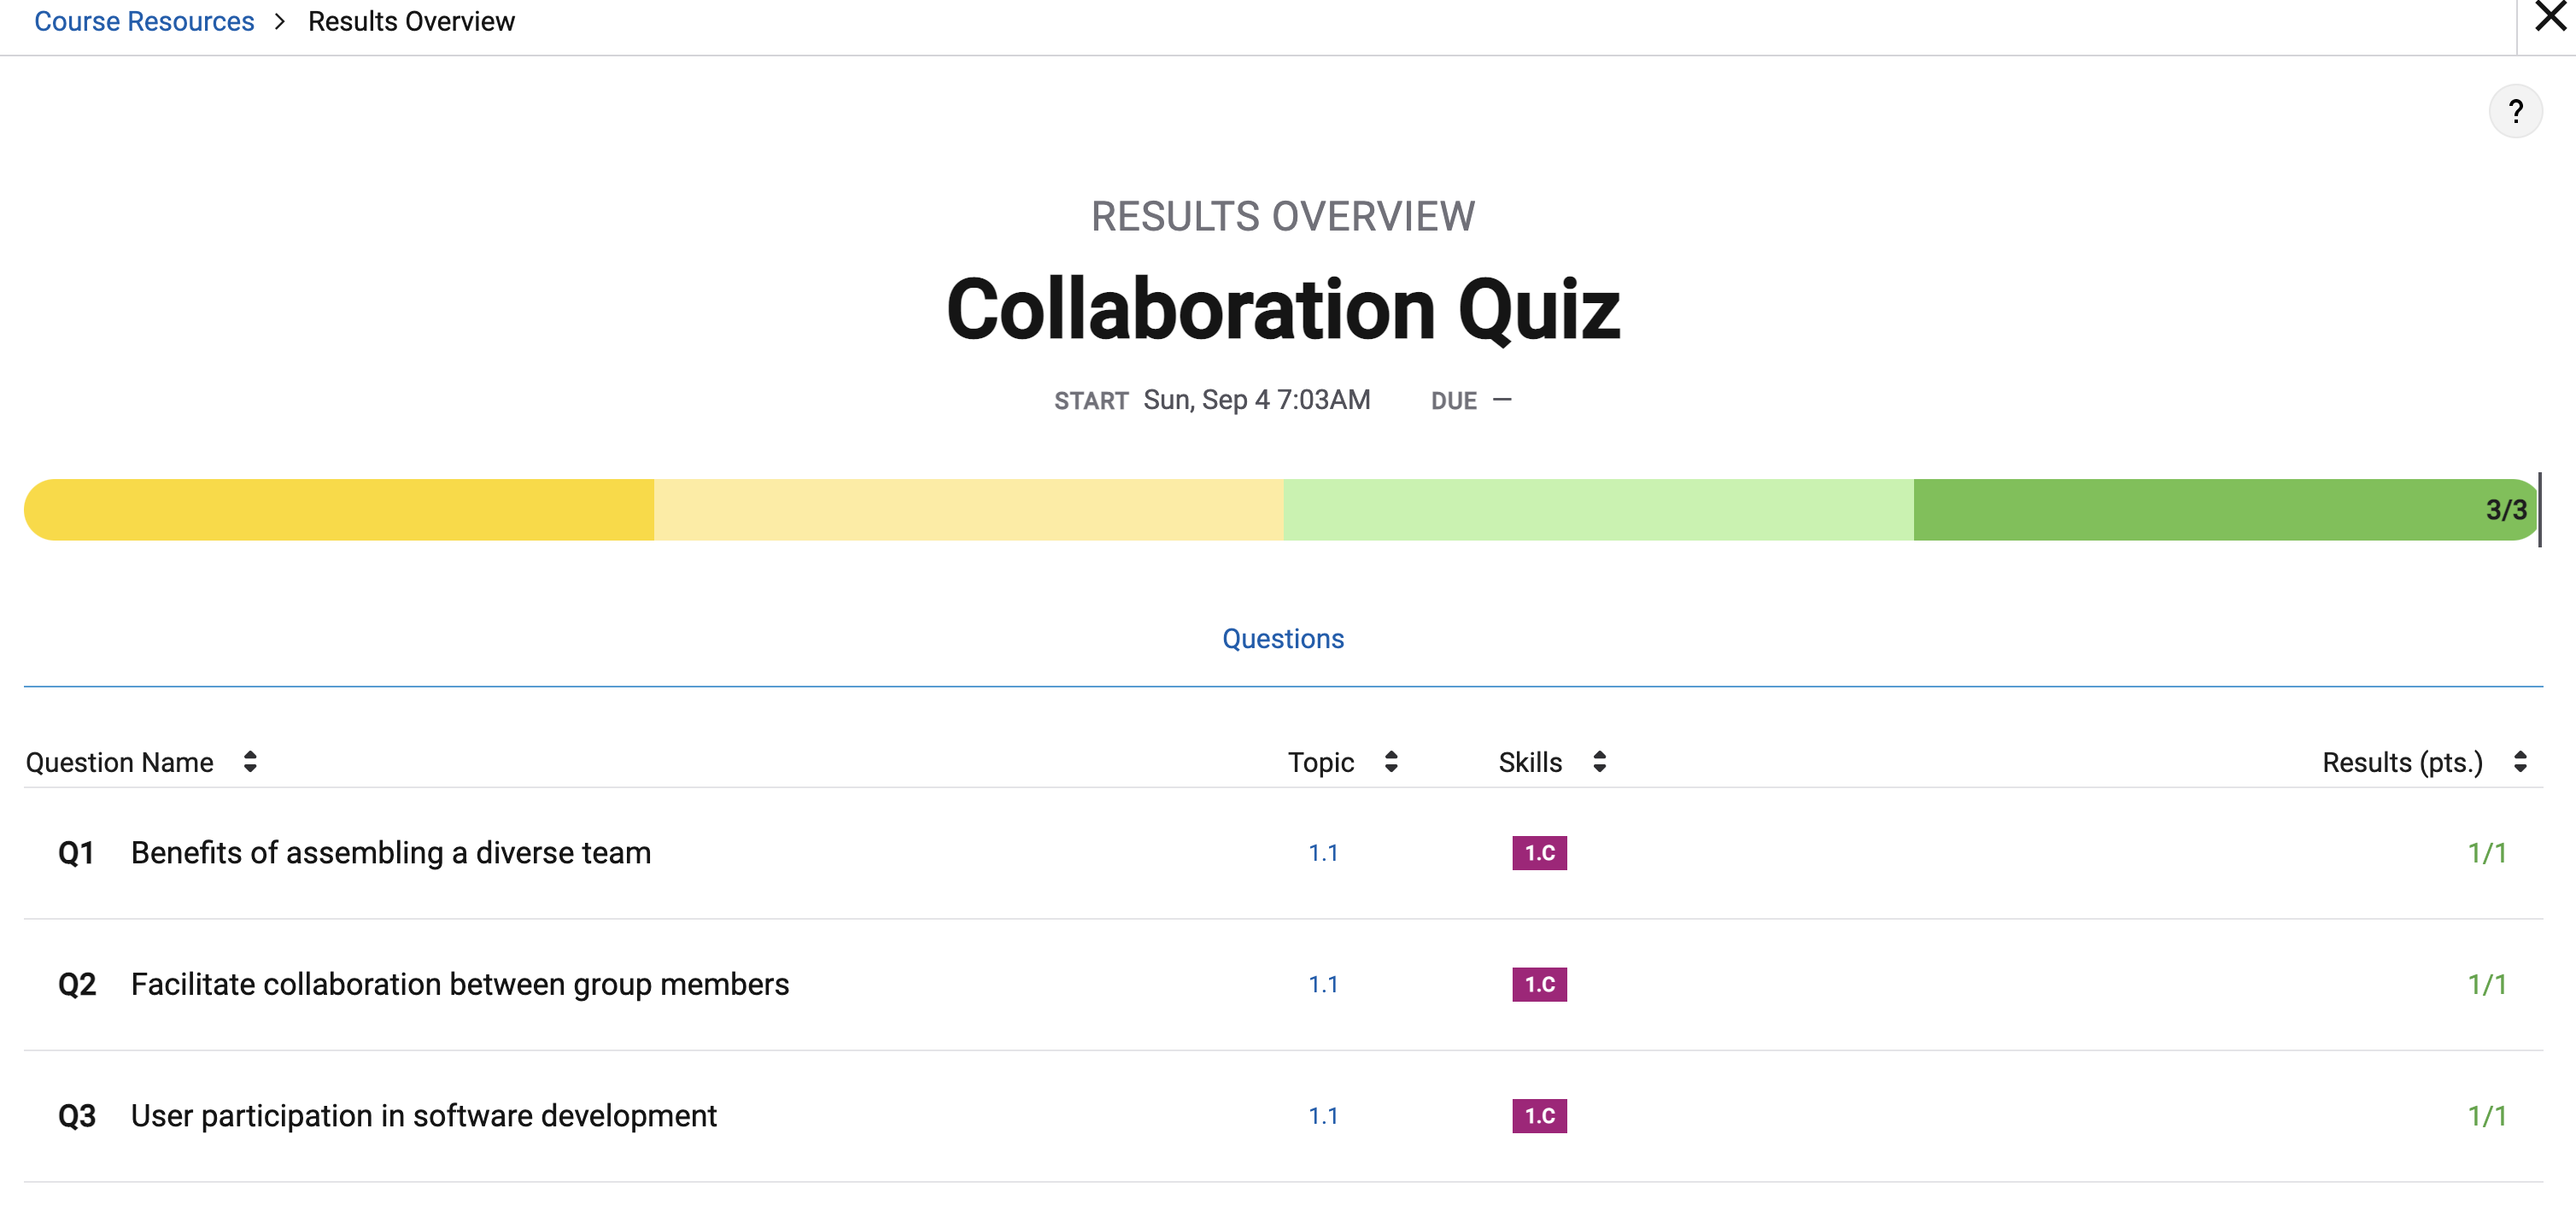 Course Resources > Results Overview
?
RESULTS OVERVIEW
Collaboration Quiz
START Sun, Sep 4 7:03AM DUE —
3/3
Questions
Question Name Topic Skills Results (pts.)
Q1 Benefits of assembling a diverse team 1.1 1.C 1/1
Q2 Facilitate collaboration between group members 1.1 1.C 1/1
Q3 User participation in software development 1.1 1.C 1/1